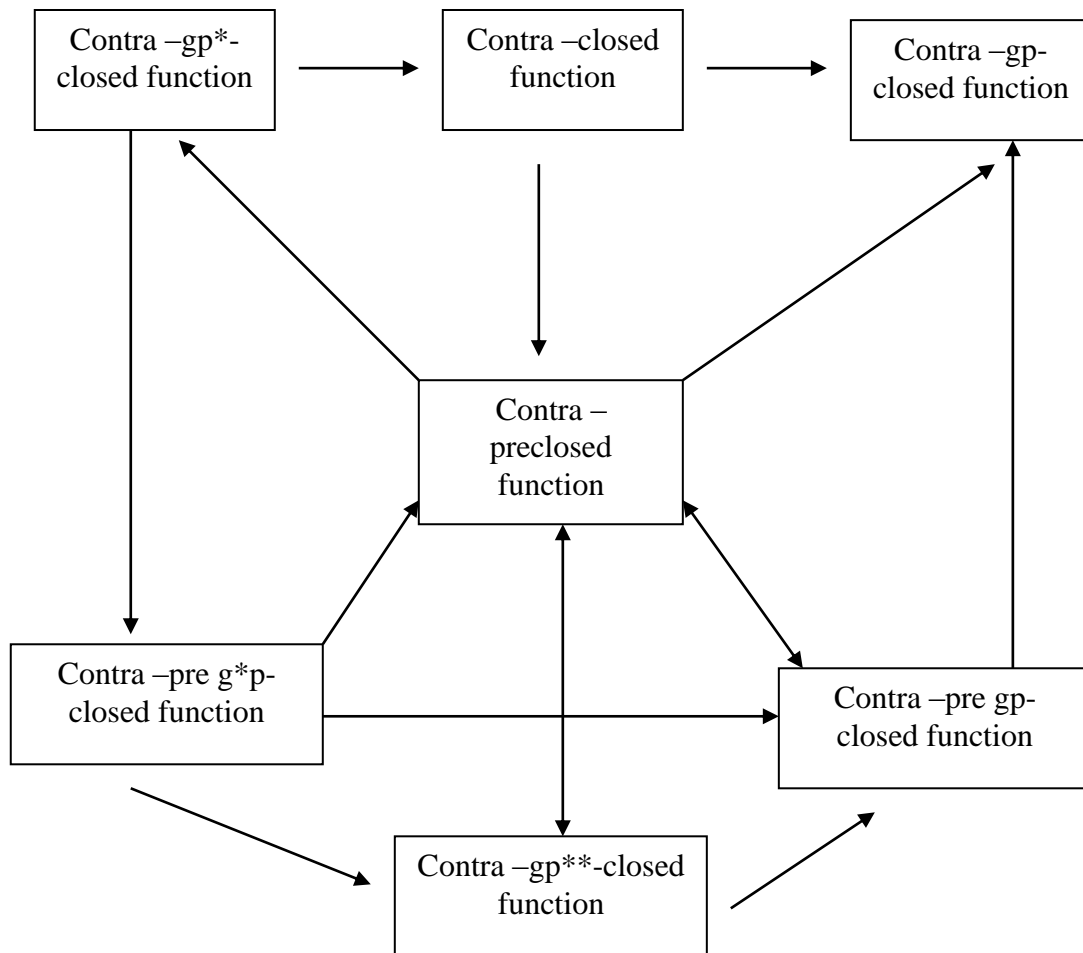 Contra –gp*-
closed function
Contra –closed
function
Contra –gp-
closed function
Contra –
preclosed
function
Contra –pre g*p-
closed function
Contra –pre gp-
closed function
Contra –gp**-closed
function